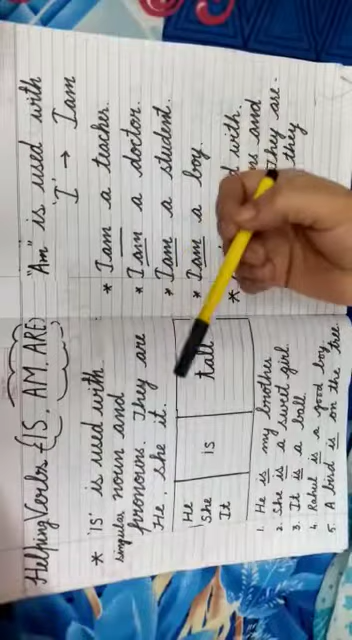 Helping Verbs {IS, AM, ARE}
* 'IS' is used with
singular noun and
pronouns. They are
He, she it.
He
She is tall
It
1. He is my brother
2. She is a sweet girl.
3. It is a ball
4. Rahul is a good boy
5. A bird is on the tree
"Am" is used with
'I' → I am
* I am a teacher.
* I am a doctor.
* I am a student.
* I am a boy.
*
with.
and
They are-
they